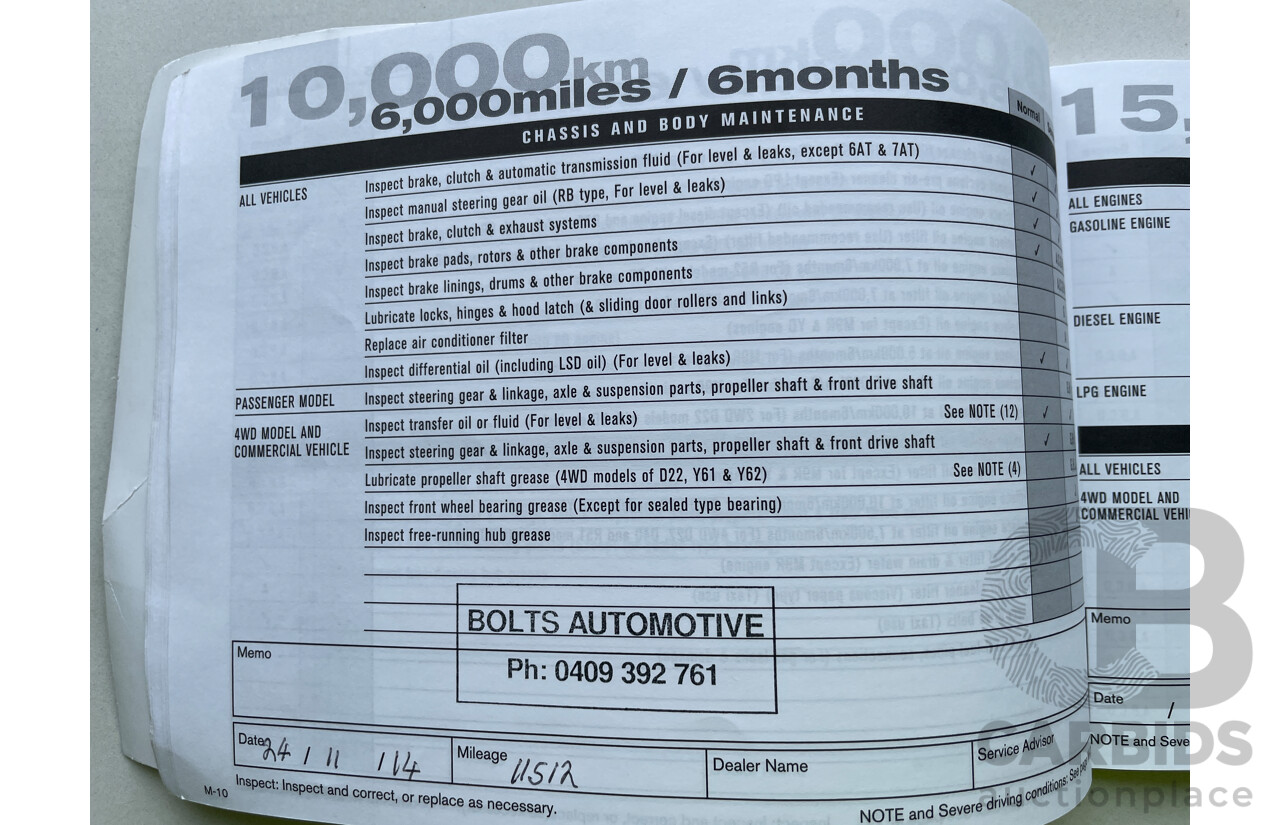 10,000km
6,000miles / 6months
CHASSIS AND BODY MAINTENANCE
Normal
ALL VEHICLES
Inspect brake, clutch & automatic transmission fluid (For level & leaks, except 6AT & 7AT) ✓
Inspect manual steering gear oil (RB type, For level & leaks) ✓
Inspect brake, clutch & exhaust systems ✓
Inspect brake pads, rotors & other brake components ✓
Inspect brake linings, drums & other brake components
Lubricate locks, hinges & hood latch (& sliding door rollers and links)
Replace air conditioner filter
Inspect differential oil (including LSD oil) (For level & leaks) ✓
PASSENGER MODEL
Inspect steering gear & linkage, axle & suspension parts, propeller shaft & front drive shaft
4WD MODEL AND
COMMERCIAL VEHICLE
Inspect transfer oil or fluid (For level & leaks) See NOTE (12) ✓
Inspect steering gear & linkage, axle & suspension parts, propeller shaft & front drive shaft ✓
Lubricate propeller shaft grease (4WD models of D22, Y61 & Y62) See NOTE (4)
Inspect front wheel bearing grease (Except for sealed type bearing)
Inspect free-running hub grease
BOLTS AUTOMOTIVE
Ph: 0409 392 761
Memo
Date 24 / 11 / 14
Mileage 11512
Dealer Name
Service Advisor
M-10
Inspect: Inspect and correct, or replace as necessary.
NOTE and Severe driving conditions: See
15,
ALL ENGINES
GASOLINE ENGINE
DIESEL ENGINE
LPG ENGINE
ALL VEHICLES
4WD MODEL AND
COMMERCIAL VEHI
Memo
Date /
NOTE and Seve
CARBIDS
auctionplace